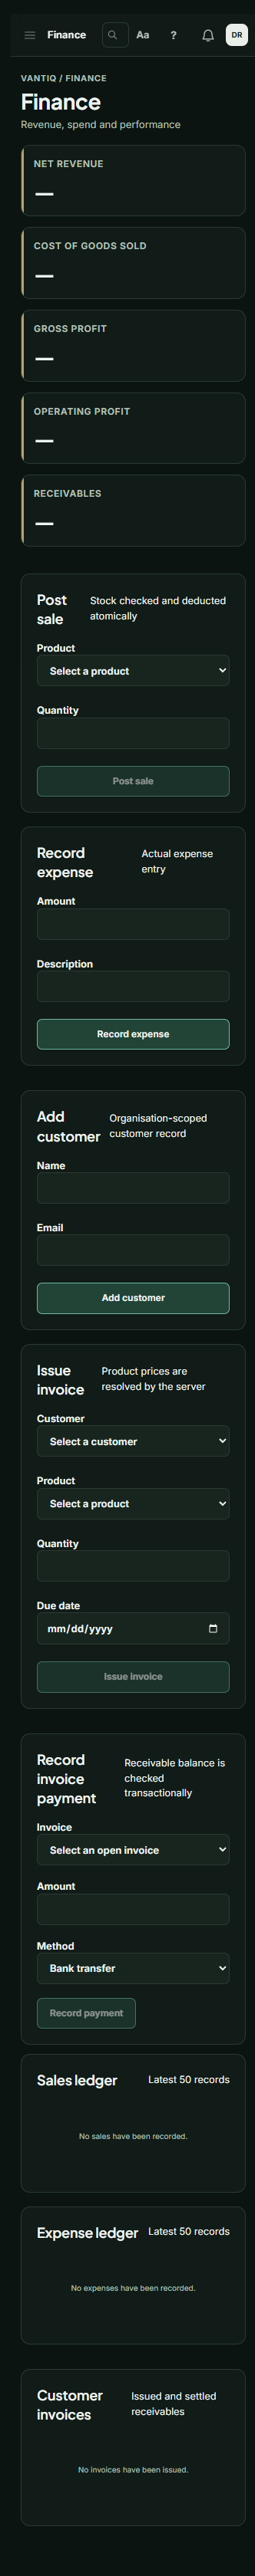 Finance
Aa
?
DR
VANTIQ / FINANCE
Finance
Revenue, spend and performance
NET REVENUE
—
COST OF GOODS SOLD
—
GROSS PROFIT
—
OPERATING PROFIT
—
RECEIVABLES
—
Post
sale
Stock checked and deducted
atomically
Product
Select a product
Quantity
Post sale
Record
expense
Actual expense
entry
Amount
Description
Record expense
Add
customer
Organisation-scoped
customer record
Name
Email
Add customer
Issue
invoice
Product prices are
resolved by the server
Customer
Select a customer
Product
Select a product
Quantity
Due date
mm/dd/yyyy
Issue invoice
Record
invoice
payment
Receivable balance is
checked
transactionally
Invoice
Select an open invoice
Amount
Method
Bank transfer
Record payment
Sales ledger
Latest 50 records
No sales have been recorded.
Expense ledger
Latest 50 records
No expenses have been recorded.
Customer
invoices
Issued and settled
receivables
No invoices have been issued.